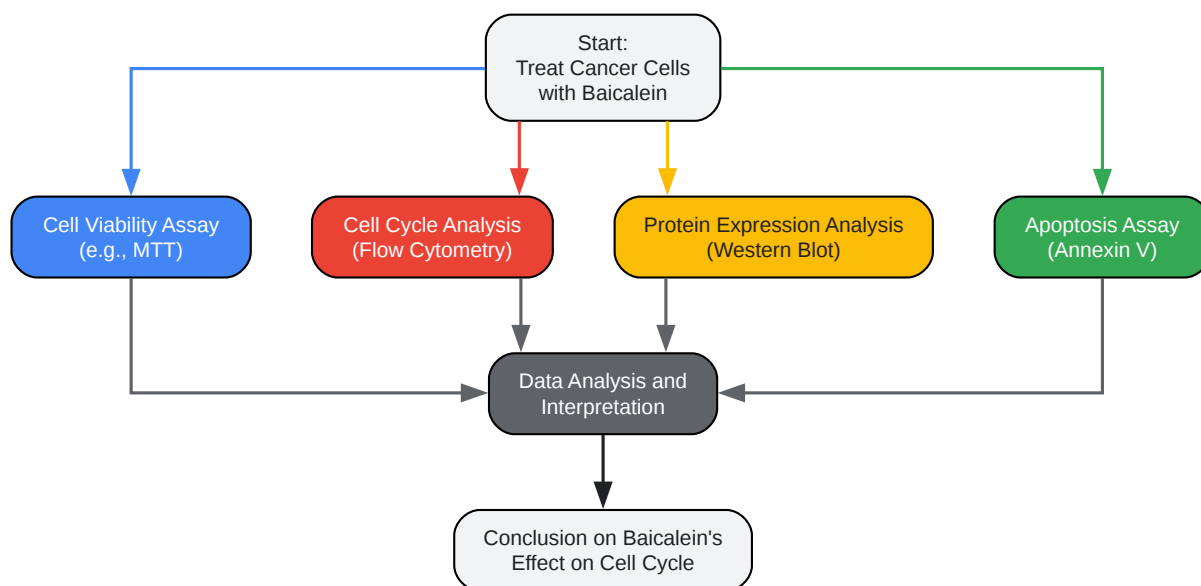 Start:
Treat Cancer Cells
with Baicalein
Cell Viability Assay
(e.g., MTT)
Cell Cycle Analysis
(Flow Cytometry)
Protein Expression Analysis
(Western Blot)
Apoptosis Assay
(Annexin V)
Data Analysis and
Interpretation
Conclusion on Baicalein's
Effect on Cell Cycle